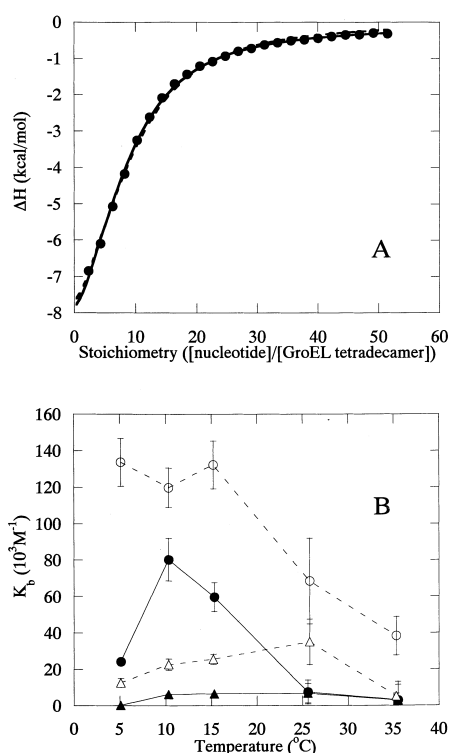 0
-1
-2
-3
-4
-5
-6
-7
-8
ΔH (kcal/mol)
A
0 10 20 30 40 50 60
Stoichiometry ([nucleotide]/[GroEL tetradecamer])
160
140
120
100
80
60
40
20
0
K_b (10³M⁻¹)
B
0 5 10 15 20 25 30 35 40
Temperature (°C)